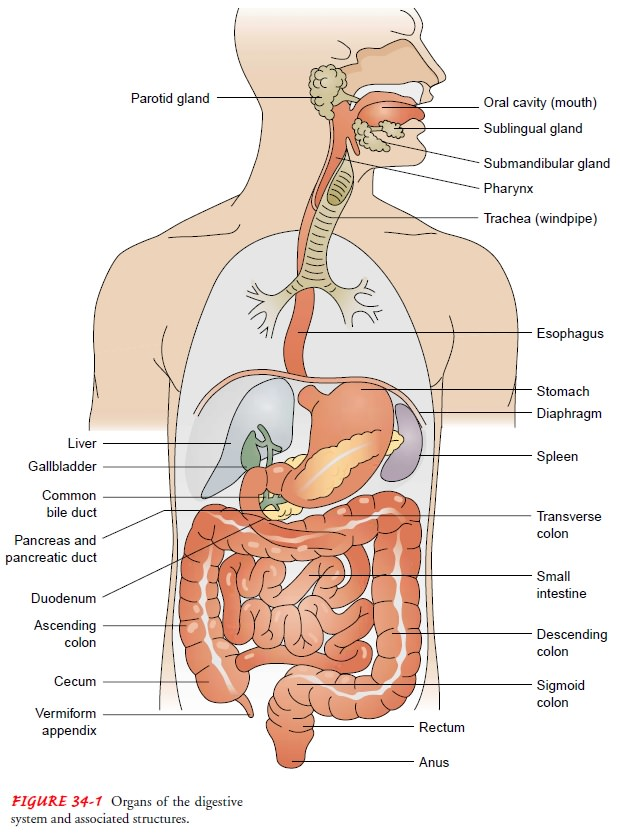 Parotid gland
Oral cavity (mouth)
Sublingual gland
Submandibular gland
Pharynx
Trachea (windpipe)
Esophagus
Stomach
Diaphragm
Spleen
Transverse
colon
Small
intestine
Descending
colon
Sigmoid
colon
Rectum
Anus
Liver
Gallbladder
Common
bile duct
Pancreas and
pancreatic duct
Duodenum
Ascending
colon
Cecum
Vermiform
appendix
FIGURE 34-1 Organs of the digestive
system and associated structures.